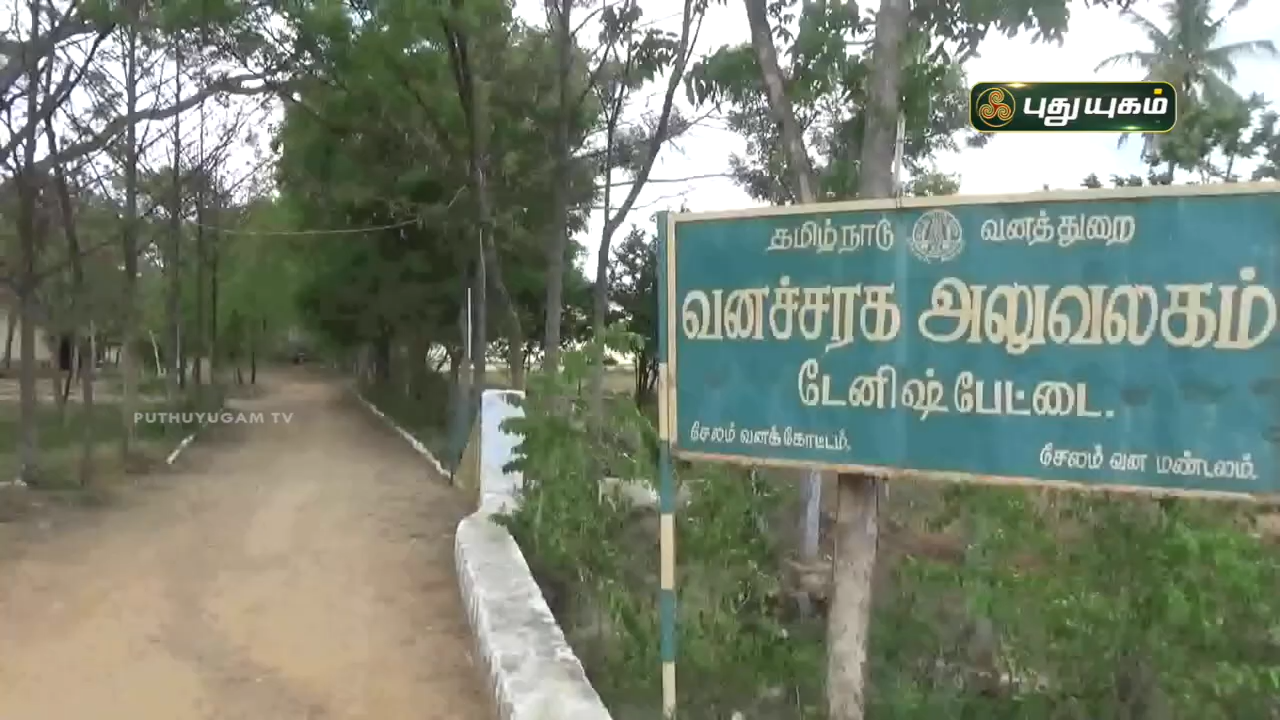 புதுயுகம்
தமிழ்நாடு வனத்துறை
வனச்சரக அலுவலகம்
டேனிஷ்பேட்டை.
சேலம் வனக்கோட்டம்.
சேலம் வன மண்டலம்.
PUTHUYUGAM TV